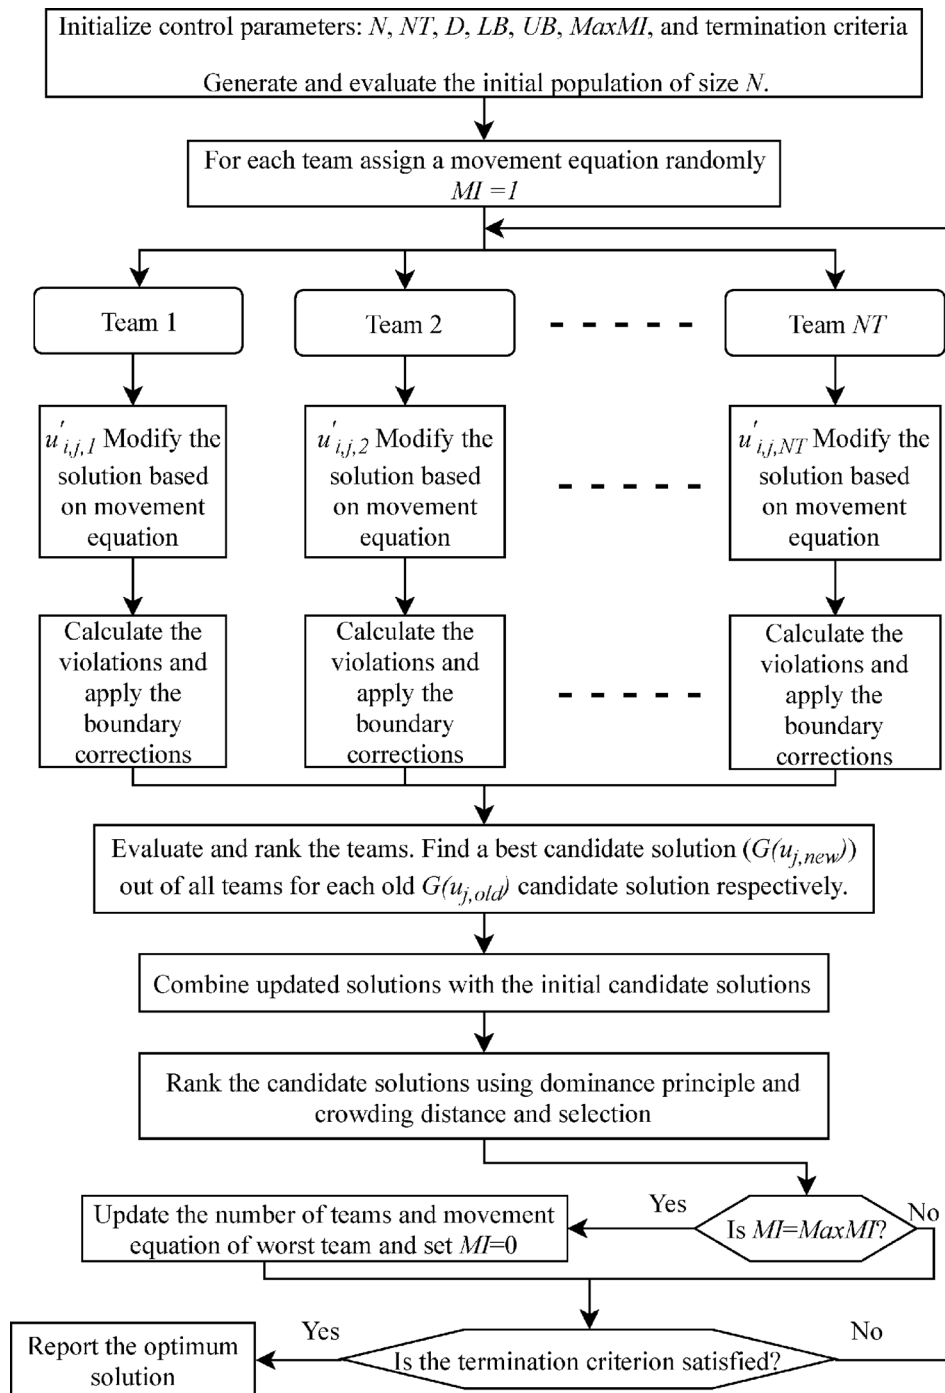 Initialize control parameters: N, NT, D, LB, UB, MaxMI, and termination criteria
Generate and evaluate the initial population of size N.
For each team assign a movement equation randomly
MI =1
Team 1
Team 2
Team NT
u'i,j,1 Modify the
solution based
on movement
equation
u'i,j,2 Modify the
solution based
on movement
equation
u'i,j,NT Modify the
solution based
on movement
equation
Calculate the
violations and
apply the
boundary
corrections
Calculate the
violations and
apply the
boundary
corrections
Calculate the
violations and
apply the
boundary
corrections
Evaluate and rank the teams. Find a best candidate solution (G(uj,new))
out of all teams for each old G(uj,old) candidate solution respectively.
Combine updated solutions with the initial candidate solutions
Rank the candidate solutions using dominance principle and
crowding distance and selection
Yes
No
Is MI=MaxMI?
Update the number of teams and movement
equation of worst team and set MI=0
Yes
No
Is the termination criterion satisfied?
Report the optimum
solution